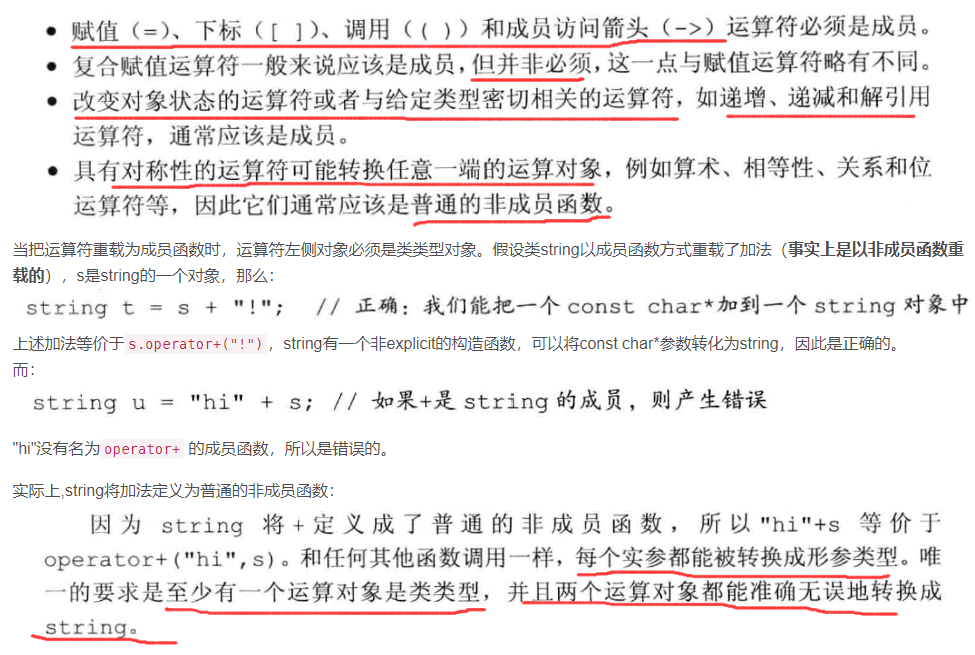 • 赋值（=）、下标（[ ]）、调用（( )）和成员访问箭头（->）运算符必须是成员。
• 复合赋值运算符一般来说应该是成员，但并非必须，这一点与赋值运算符略有不同。
• 改变对象状态的运算符或者与给定类型密切相关的运算符，如递增、递减和解引用
运算符，通常应该是成员。
• 具有对称性的运算符可能转换任意一端的运算对象，例如算术、相等性、关系和位
运算符等，因此它们通常应该是普通的非成员函数。
当把运算符重载为成员函数时，运算符左侧对象必须是类类型对象。假设类string以成员函数方式重载了加法（事实上是以非成员函数重
载的），s是string的一个对象，那么：
string t = s + "!"; // 正确：我们能把一个 const char*加到一个 string 对象中
上述加法等价于 s.operator+("!") ，string有一个非explicit的构造函数，可以将const char*参数转化为string，因此是正确的。
而：
string u = "hi" + s; // 如果+是 string 的成员，则产生错误
"hi"没有名为 operator+ 的成员函数，所以是错误的。
实际上,string将加法定义为普通的非成员函数：
因为 string 将+定义成了普通的非成员函数，所以"hi"+s 等价于
operator+("hi",s)。和任何其他函数调用一样，每个实参都能被转换成形参类型。唯
一的要求是至少有一个运算对象是类类型，并且两个运算对象都能准确无误地转换成
string。